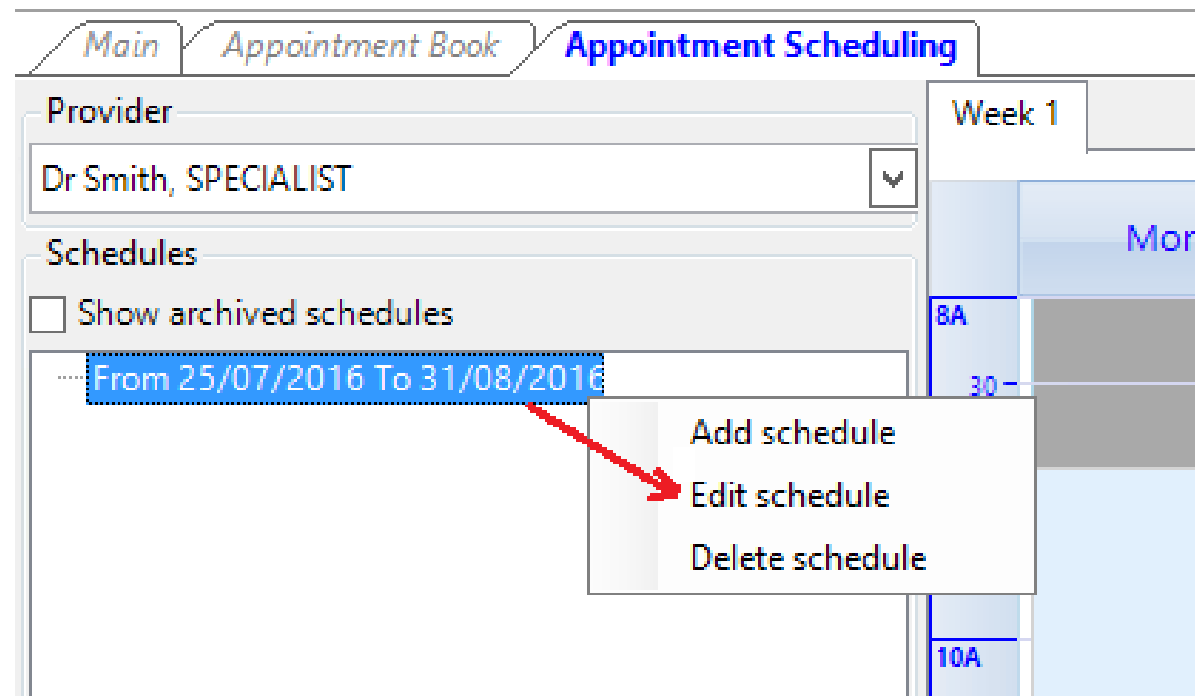 Main Appointment Book Appointment Scheduling
Provider
Dr Smith, SPECIALIST
Schedules
Show archived schedules
From 25/07/2016 To 31/08/2016
Add schedule
Edit schedule
Delete schedule
Week 1
Mon
8A
30
10A